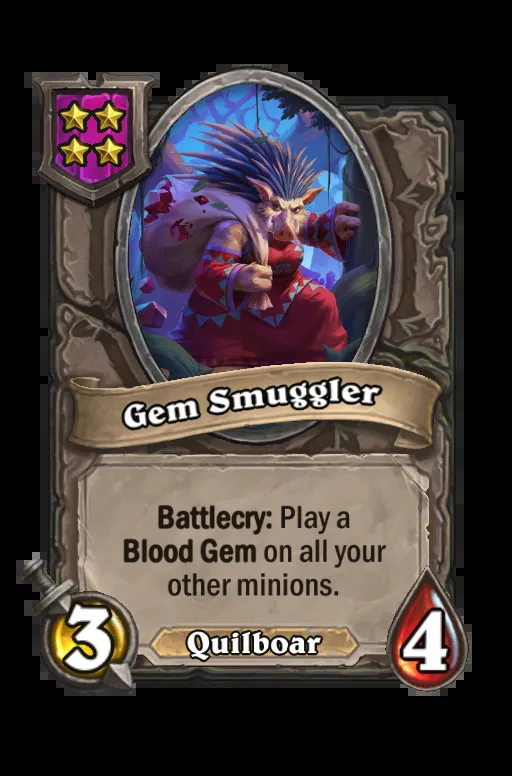 Gem Smuggler
Battlecry: Play a
Blood Gem on all your
other minions.
3
Quilboar
4